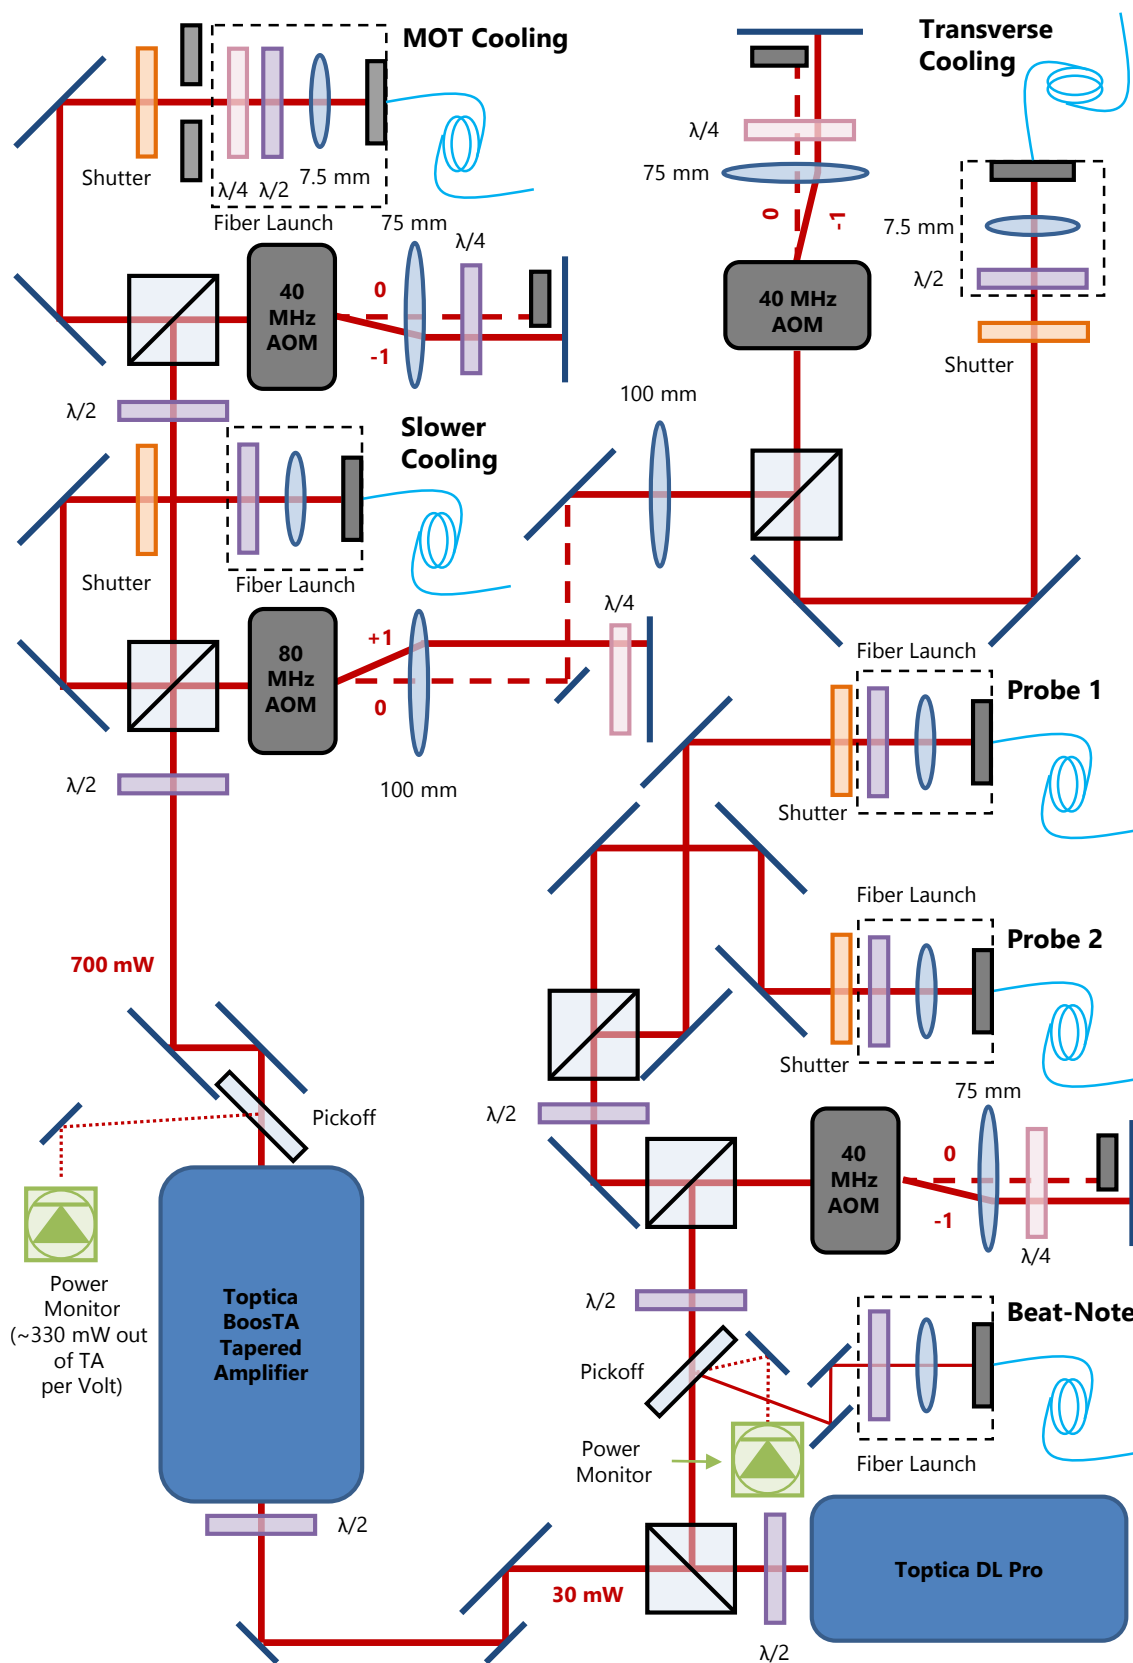 MOT Cooling
Shutter
λ/4
λ/2
7.5 mm
Fiber Launch
75 mm
λ/4
40
MHz
AOM
0
-1
λ/2
Transverse
Cooling
λ/4
75 mm
0
-1
40 MHz
AOM
7.5 mm
λ/2
Shutter
100 mm
Slower
Cooling
Shutter
Fiber Launch
80
MHz
AOM
+1
0
λ/4
100 mm
λ/2
Fiber Launch
Probe 1
Shutter
Fiber Launch
Probe 2
Shutter
700 mW
Pickoff
λ/2
75 mm
40
MHz
AOM
0
-1
λ/4
Power
Monitor
(~330 mW out
of TA
per Volt)
Toptica
BoosTA
Tapered
Amplifier
λ/2
Beat-Note
Pickoff
Power
Monitor
Fiber Launch
λ/2
30 mW
λ/2
Toptica DL Pro